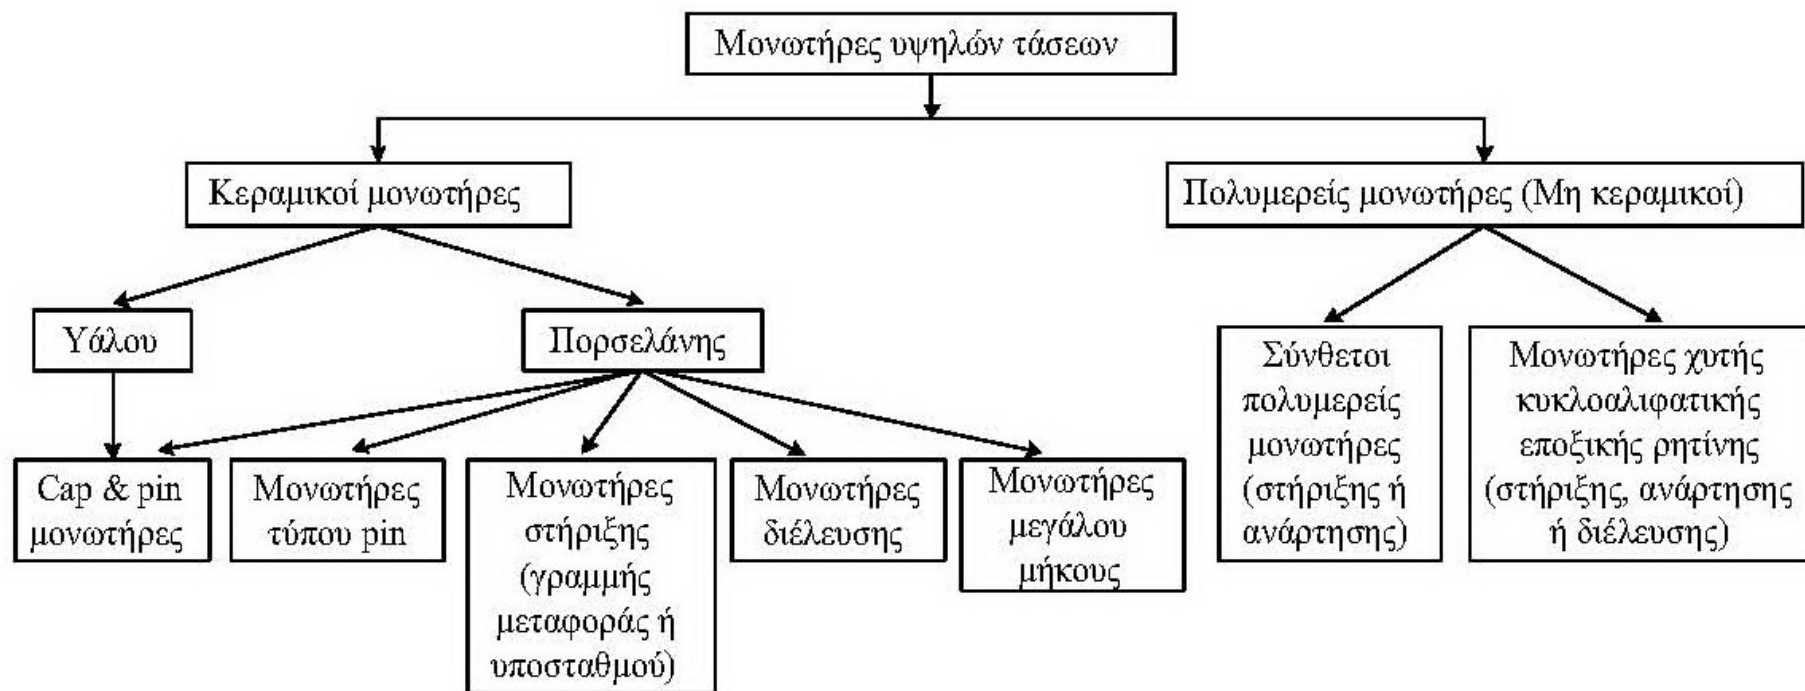 Μονωτήρες υψηλών τάσεων
Κεραμικοί μονωτήρες
Πολυμερείς μονωτήρες (Μη κεραμικοί)
Υάλου
Πορσελάνης
Cap & pin
μονωτήρες
Μονωτήρες
τύπου pin
Μονωτήρες
στήριξης
(γραμμής
μεταφοράς ή
υποσταθμού)
Μονωτήρες
διέλευσης
Μονωτήρες
μεγάλου
μήκους
Σύνθετοι
πολυμερείς
μονωτήρες
(στήριξης ή
ανάρτησης)
Μονωτήρες χυτής
κυκλοαλιφατικής
εποξικής ρητίνης
(στήριξης, ανάρτησης
ή διέλευσης)